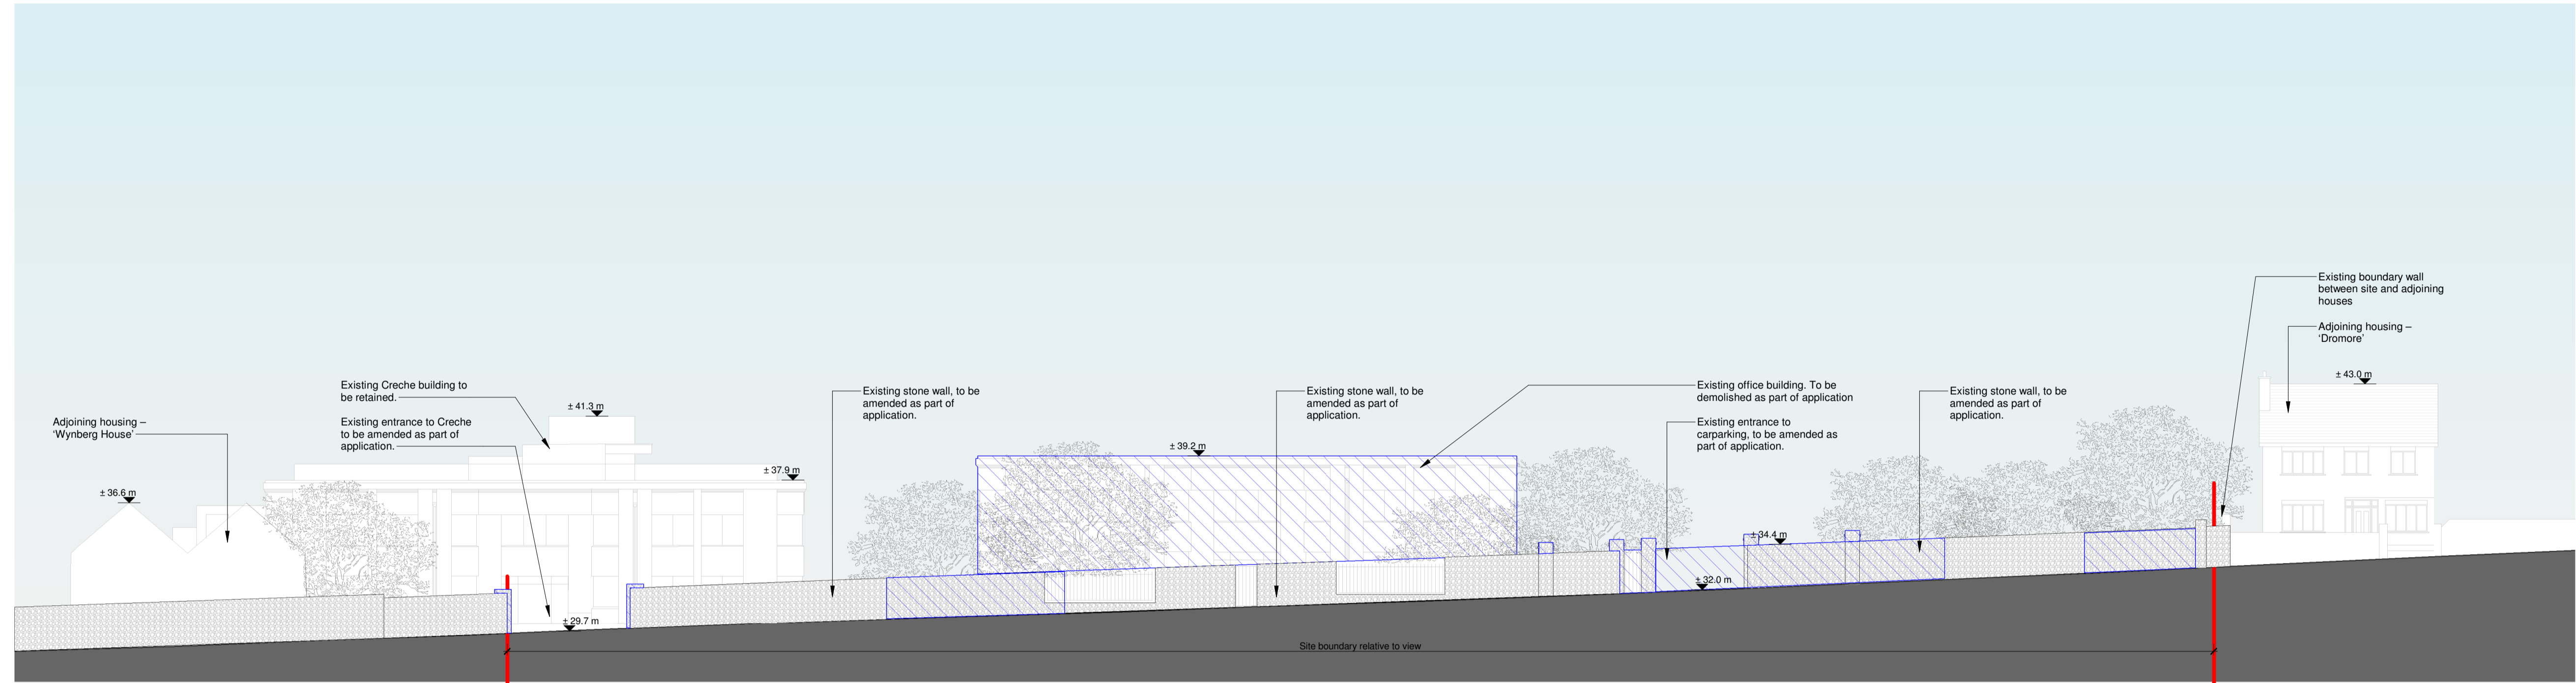 Adjoining housing –
‘Wynberg House’
± 36.6 m
Existing Creche building to
be retained.
Existing entrance to Creche
to be amended as part of
application.
± 41.3 m
± 37.9 m
± 29.7 m
Existing stone wall, to be
amended as part of
application.
± 39.2 m
Existing stone wall, to be
amended as part of
application.
Existing office building. To be
demolished as part of application
Existing entrance to
carparking, to be amended as
part of application.
± 34.4 m
± 32.0 m
Existing stone wall, to be
amended as part of
application.
Existing boundary wall
between site and adjoining
houses
Adjoining housing –
‘Dromore’
± 43.0 m
Site boundary relative to view